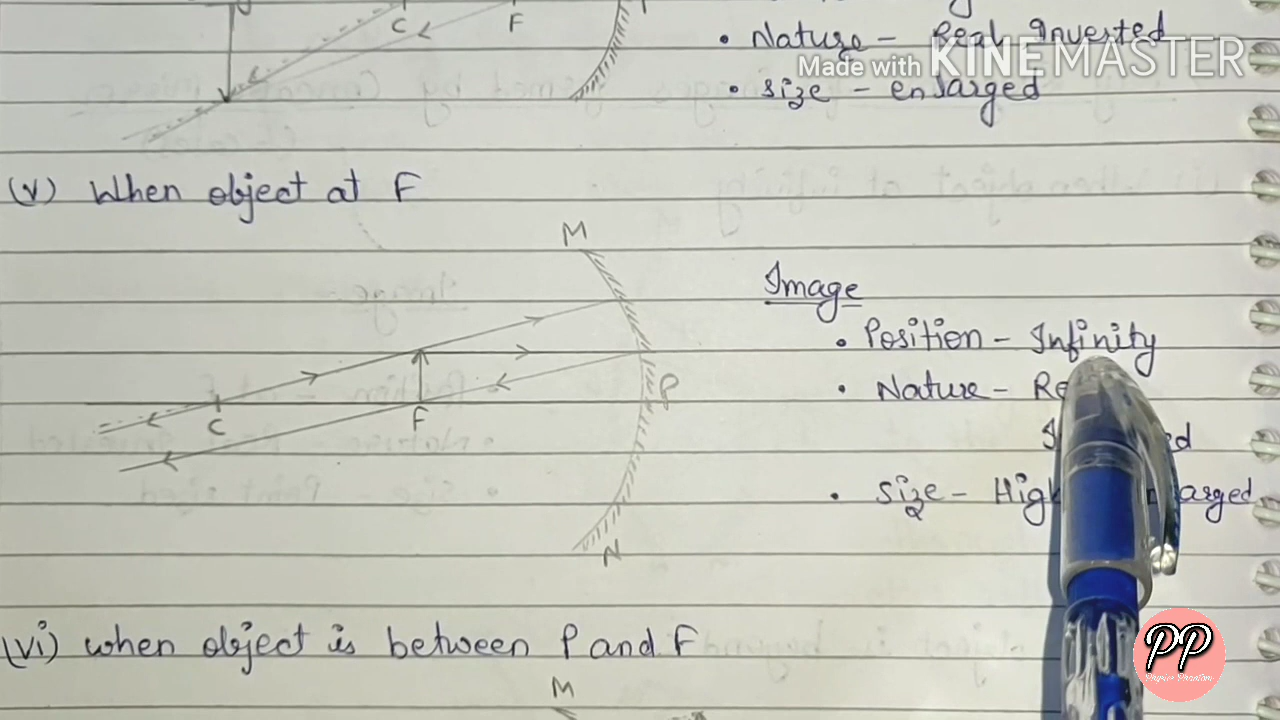 C F
• Nature - Real Inverted
Made with KINEMASTER
• Size - enlarged
(v) When object at F
M
Image
• Position - Infinity
• Nature - Re
P
C F
• Size - High
N
(vi) when object is between P and F
PP
M